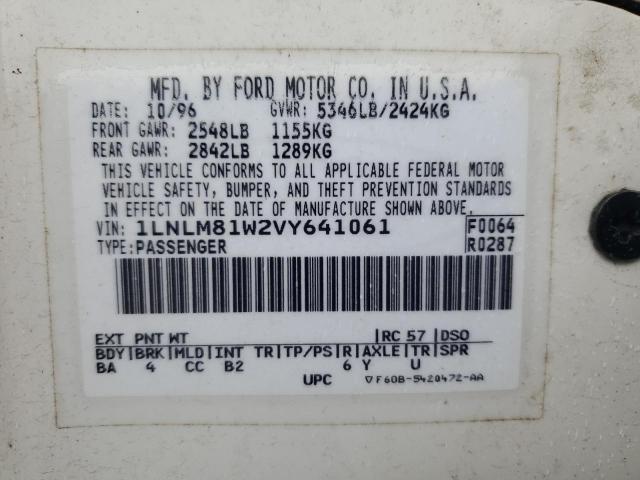 MFD. BY FORD MOTOR CO. IN U.S.A.
DATE: 10/96 GVWR: 5346LB/2424KG
FRONT GAWR: 2548LB 1155KG
REAR GAWR: 2842LB 1289KG
THIS VEHICLE CONFORMS TO ALL APPLICABLE FEDERAL MOTOR
VEHICLE SAFETY, BUMPER, AND THEFT PREVENTION STANDARDS
IN EFFECT ON THE DATE OF MANUFACTURE SHOWN ABOVE.
VIN: 1LNLM81W2VY641061 F0064
TYPE: PASSENGER R0287
EXT PNT WT RC 57 DSO
BDY BRK MLD INT TR TP/PS R AXLE TR SPR
BA 4 CC B2 6 Y U
UPC ▽F60B-5420472-AA